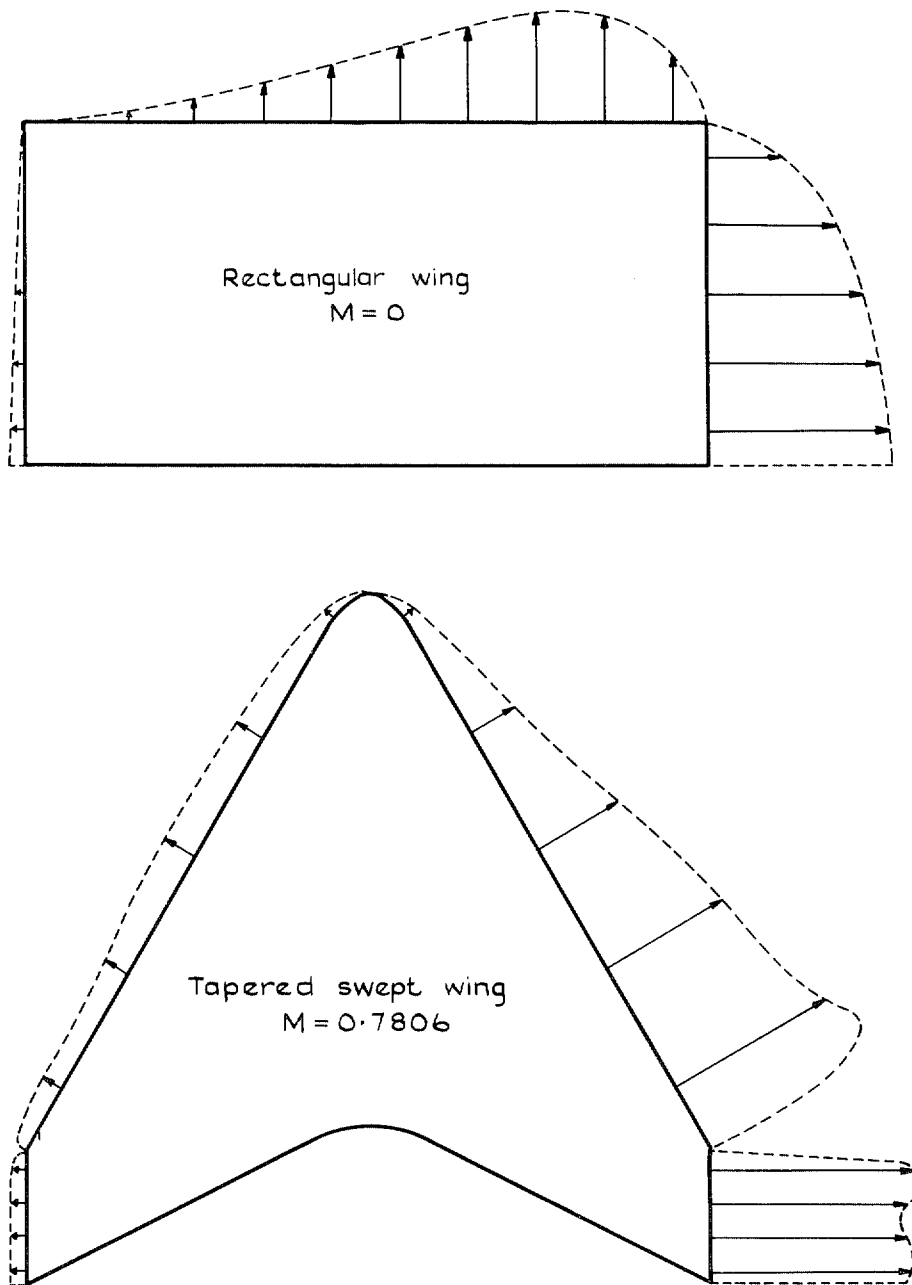 Rectangular wing
M = 0
Tapered swept wing
M = 0·7806